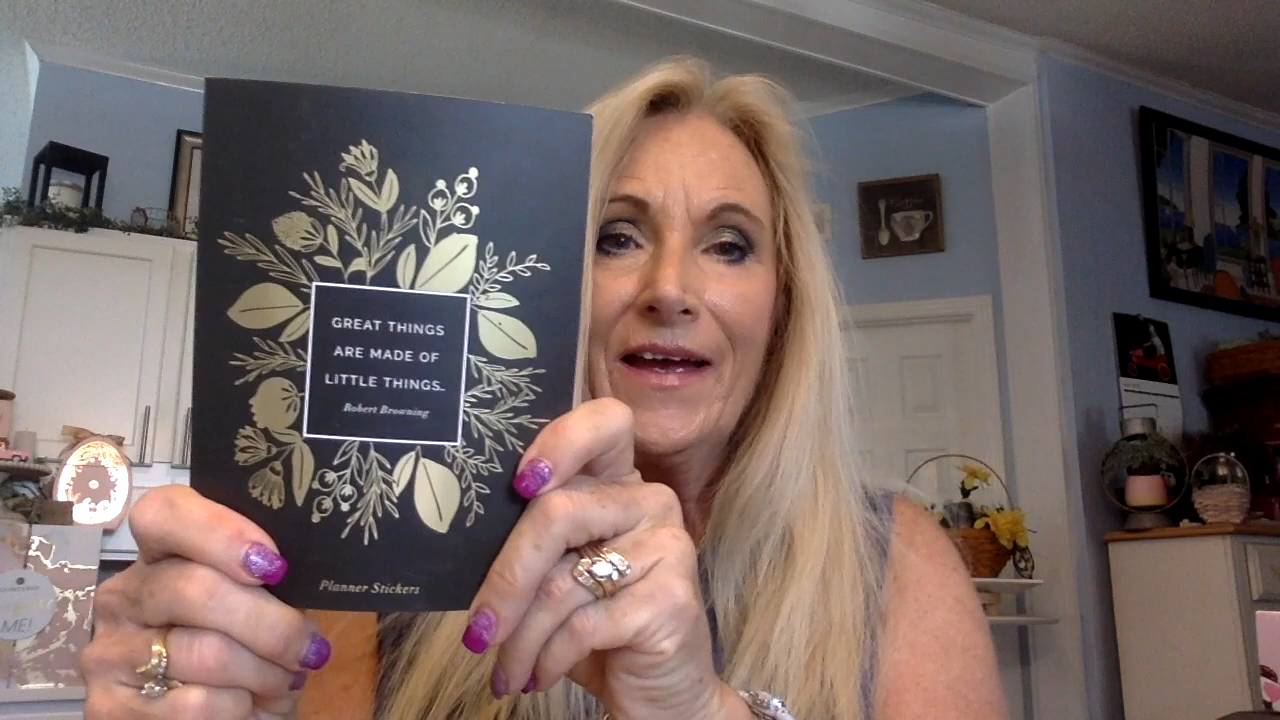 GREAT THINGS
ARE MADE OF
LITTLE THINGS...
Robert Browning
Planner Stickers
ME!